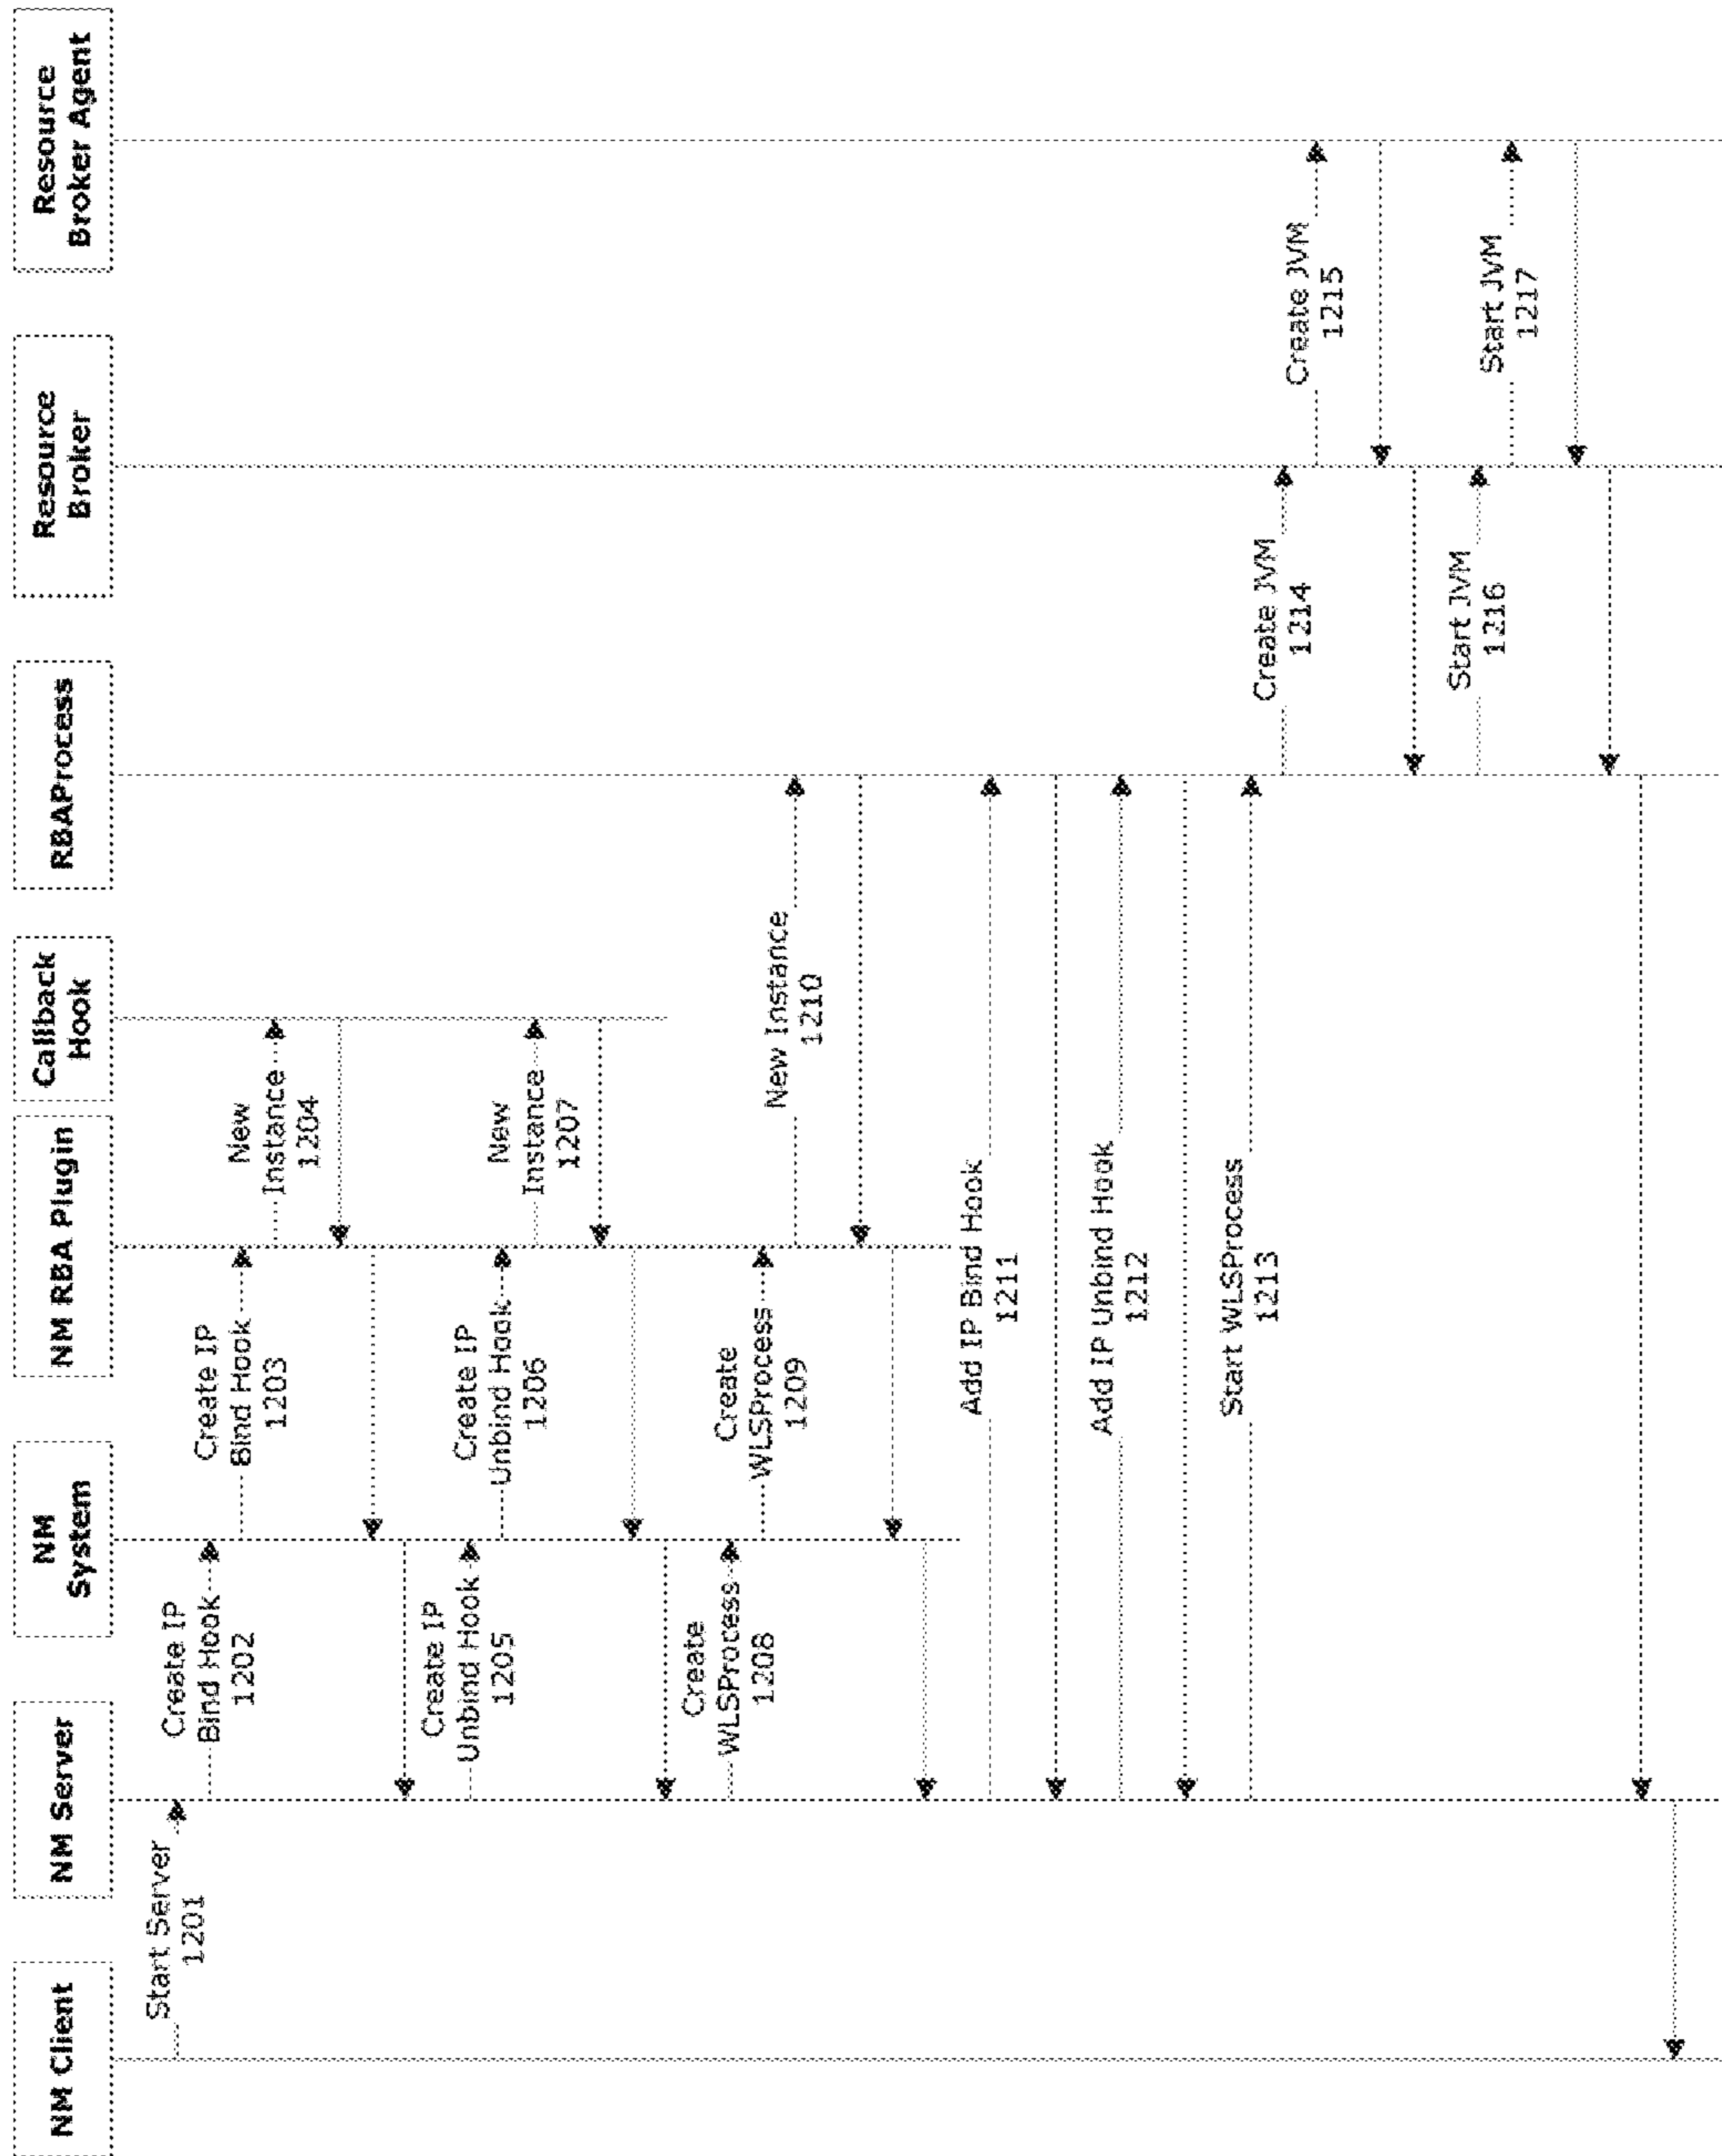 NM Client
NM Server
NM
System
NM RBA Plugin
Callback
Hook
RBAProcess
Resource
Broker
Resource
Broker Agent
Start Server
1201
Create IP
Bind Hook
1202
Create IP
Bind Hook
1203
New
Instance
1204
Create IP
Unbind Hook
1205
Create IP
Unbind Hook
1206
New
Instance
1207
Create
WLSProcess
1208
Create
WLSProcess
1209
New Instance
1210
Add IP Bind Hook
1211
Add IP Unbind Hook
1212
Start WLSProcess
1213
Create JVM
1214
Create JVM
1215
Start JVM
1216
Start JVM
1217